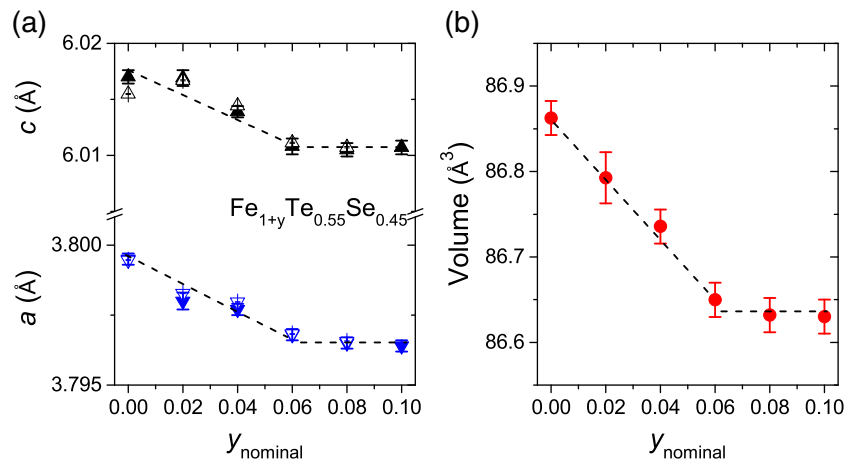 (a)
6.02
6.01
c (Å)
Fe1+yTe0.55Se0.45
3.800
3.795
a (Å)
0.00 0.02 0.04 0.06 0.08 0.10
ynominal
(b)
86.9
86.8
86.7
86.6
Volume (Å³)
0.00 0.02 0.04 0.06 0.08 0.10
ynominal